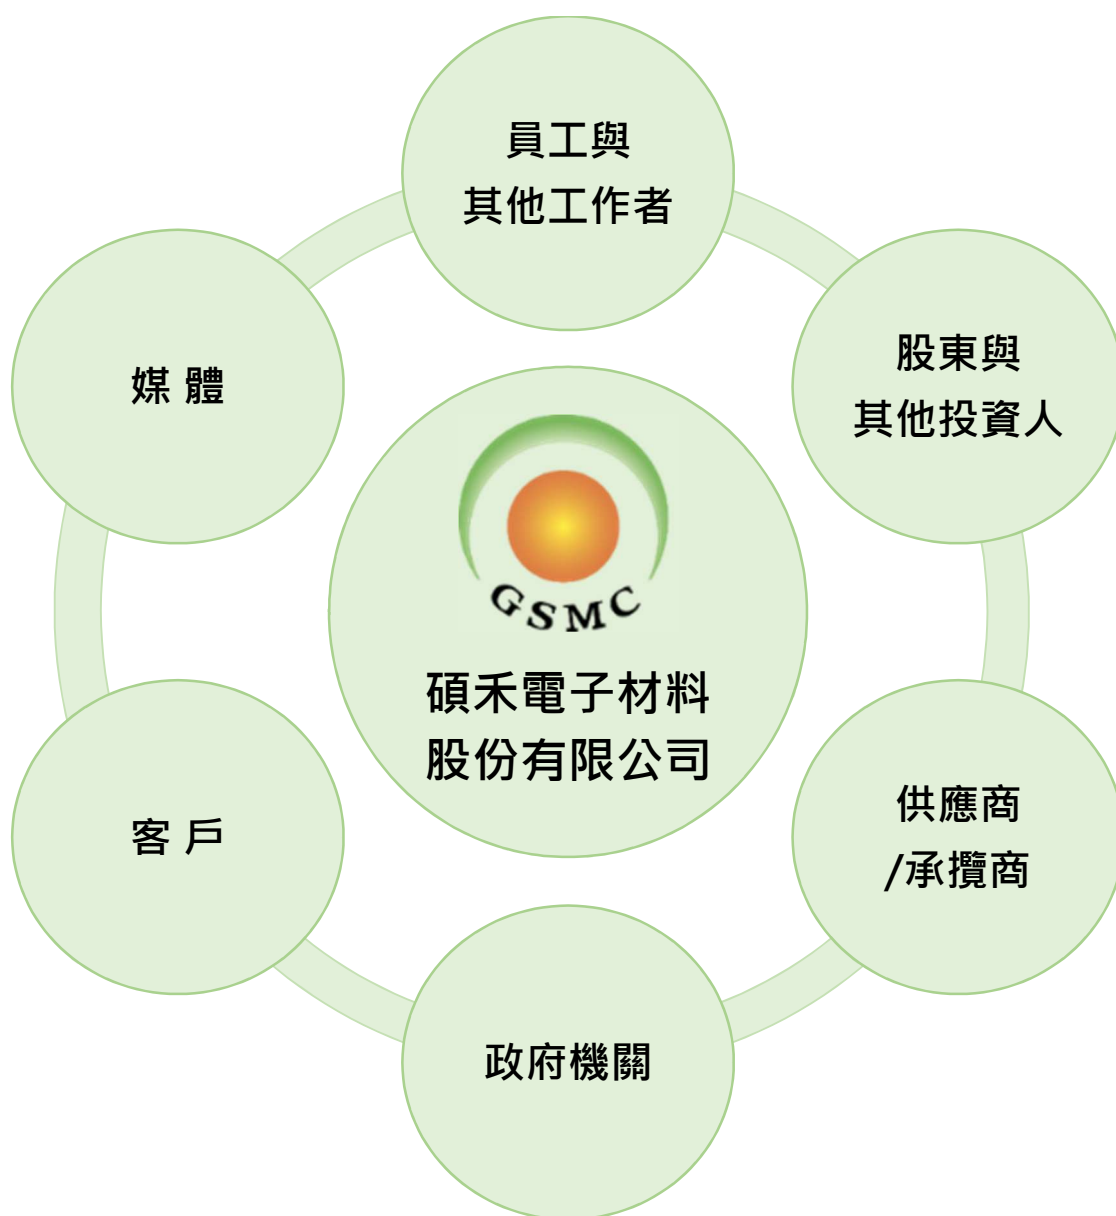 員工與
其他工作者
股東與
其他投資人
媒 體
GSMC
碩禾電子材料
股份有限公司
供應商
/承攬商
客 戶
政府機關